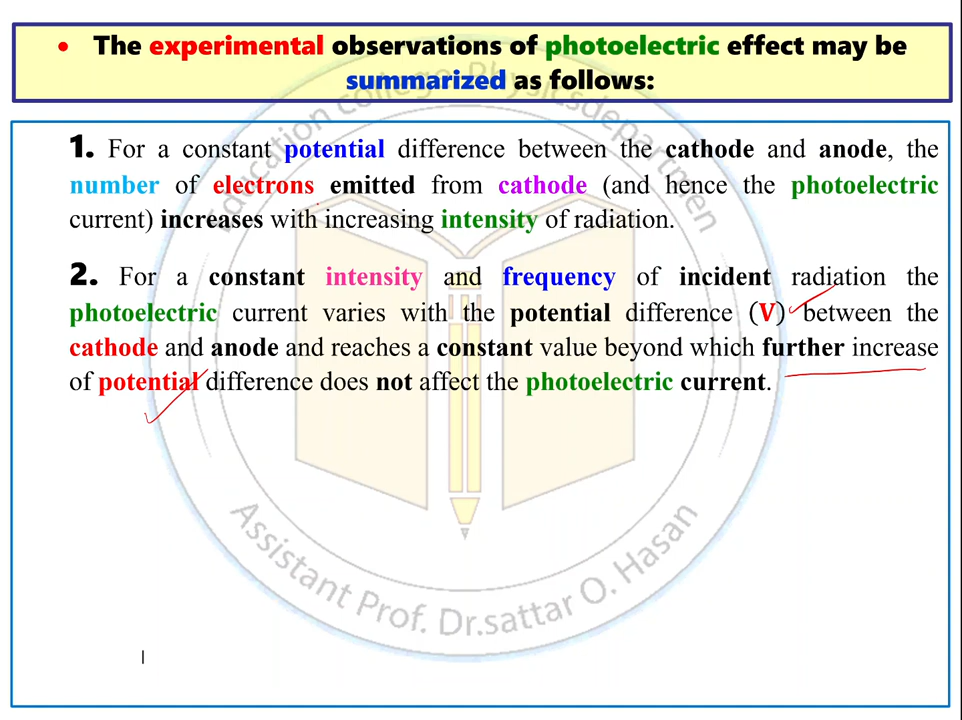 • The experimental observations of photoelectric effect may be
summarized as follows:
1. For a constant potential difference between the cathode and anode, the
number of electrons emitted from cathode (and hence the photoelectric
current) increases with increasing intensity of radiation.
2. For a constant intensity and frequency of incident radiation the
photoelectric current varies with the potential difference (V) between the
cathode and anode and reaches a constant value beyond which further increase
of potential difference does not affect the photoelectric current.
Education College Physics department
Assistant Prof. Dr.sattar O. Hasan